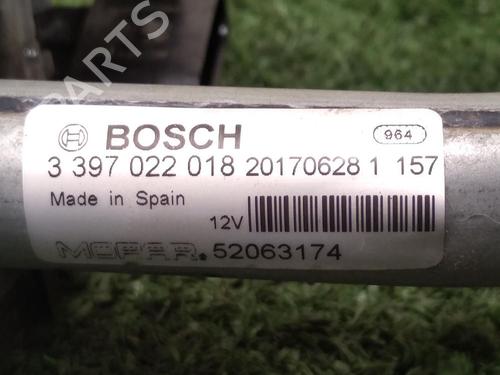 PARTS
BOSCH 964
3 397 022 018 20170628 1 157
Made in Spain
12V
MOPAR. 52063174